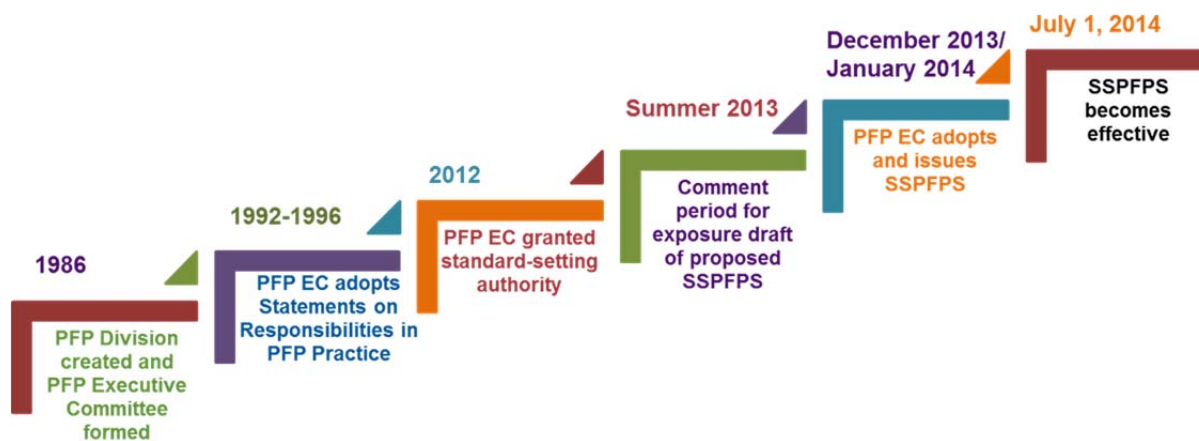 1986
PFP Division
created and
PFP Executive
Committee
formed
1992-1996
PFP EC adopts
Statements on
Responsibilities in
PFP Practice
2012
PFP EC granted
standard-setting
authority
Summer 2013
Comment
period for
exposure draft
of proposed
SSPFPS
December 2013/
January 2014
PFP EC adopts
and issues
SSPFPS
July 1, 2014
SSPFPS
becomes
effective